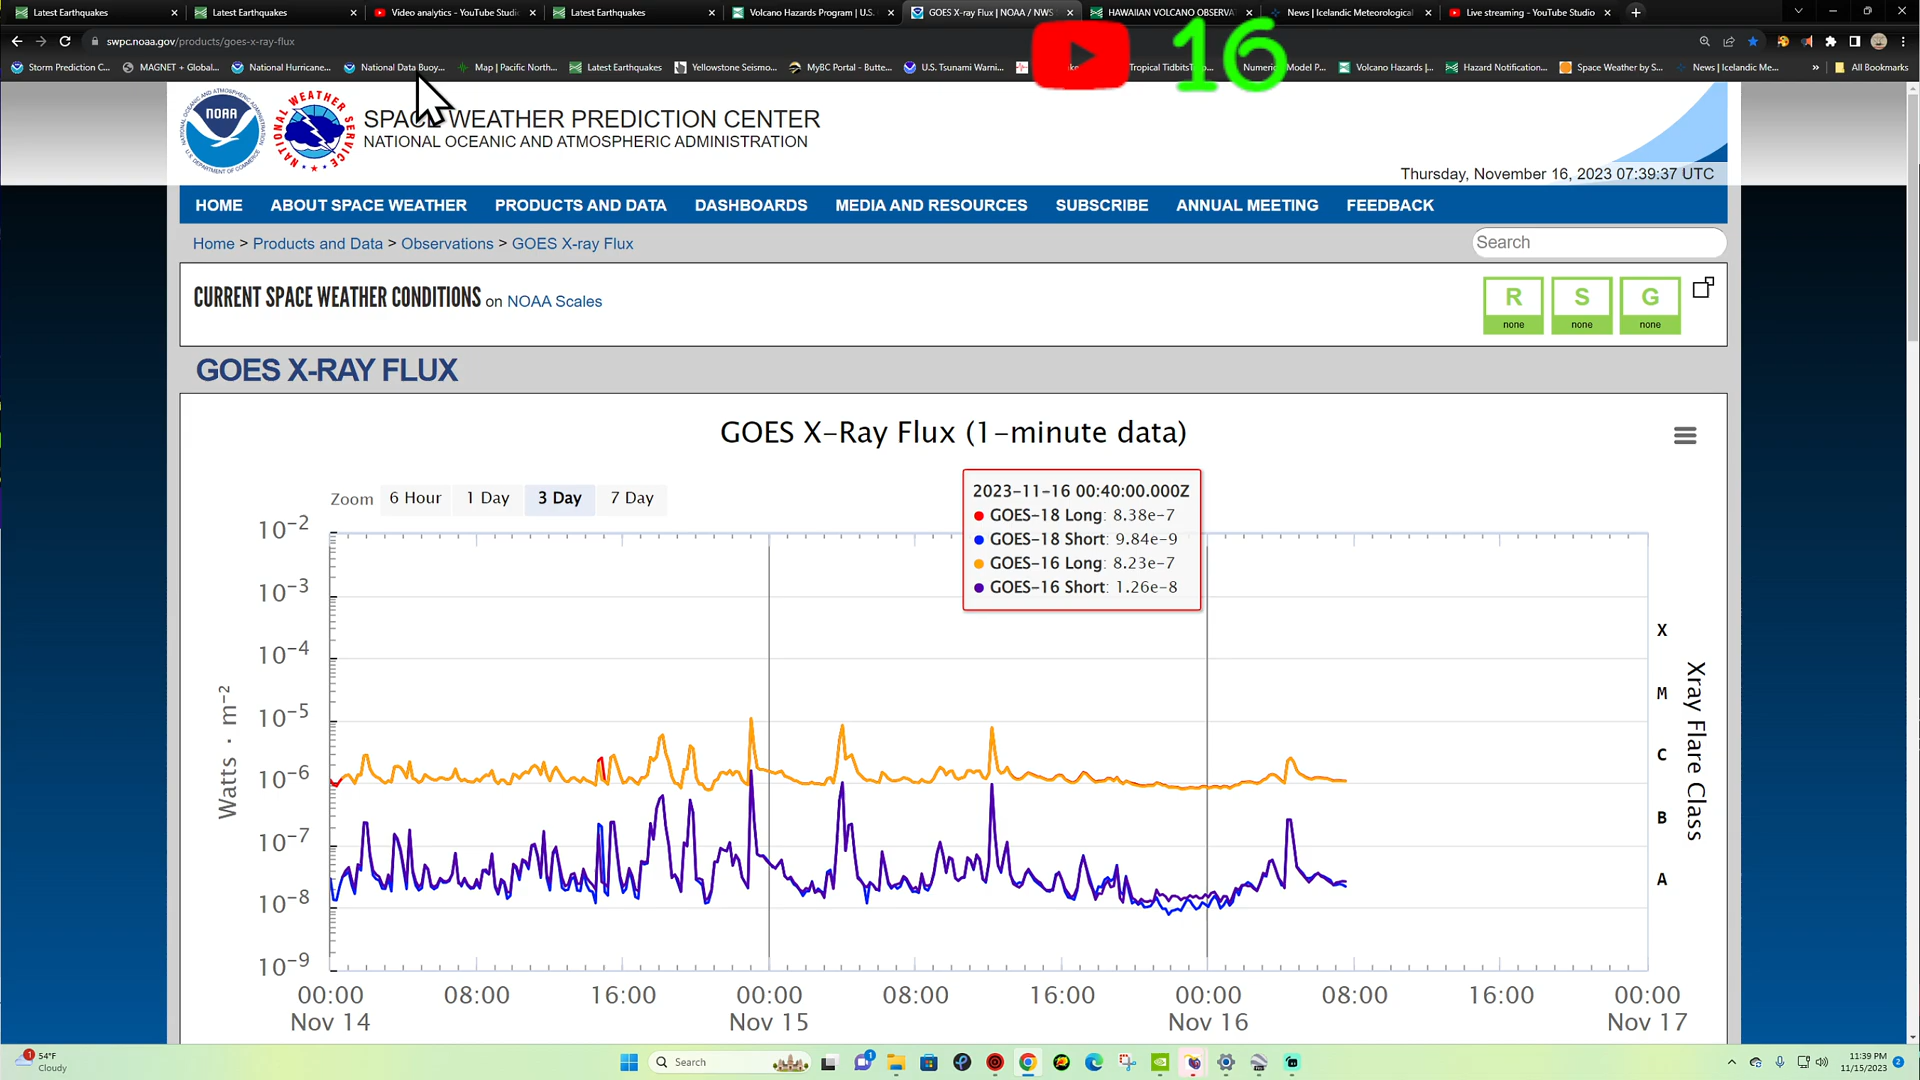 Latest Earthquakes
Latest Earthquakes
Video analytics - YouTube Studi
Latest Earthquakes
Volcano Hazards Program | U.S.
GOES X-ray Flux | NOAA / NWS
HAWAIIAN VOLCANO OBSERVA
News | Icelandic Meteorological
Live streaming - YouTube Studio
swpc.noaa.gov/products/goes-x-ray-flux
16
Storm Prediction C...
MAGNET + Global...
National Hurricane...
National Data Buoy...
Map | Pacific North...
Latest Earthquakes
Yellowstone Seismo...
MyBC Portal - Butte...
U.S. Tsunami Warni...
Tropical Tidbits
Volcano Hazards |...
Hazard Notification...
Space Weather by S...
News | Icelandic Me...
»
All Bookmarks
NOAA
U.S. DEPARTMENT OF COMMERCE
NATIONAL WEATHER SERVICE
SPACE WEATHER PREDICTION CENTER
NATIONAL OCEANIC AND ATMOSPHERIC ADMINISTRATION
Thursday, November 16, 2023 07:39:37 UTC
HOME ABOUT SPACE WEATHER PRODUCTS AND DATA DASHBOARDS MEDIA AND RESOURCES SUBSCRIBE ANNUAL MEETING FEEDBACK
Home > Products and Data > Observations > GOES X-ray Flux
Search
CURRENT SPACE WEATHER CONDITIONS on NOAA Scales
R S G
none none none
GOES X-RAY FLUX
GOES X-Ray Flux (1-minute data)
Zoom 6 Hour 1 Day 3 Day 7 Day
2023-11-16 00:40:00.000Z
GOES-18 Long: 8.38e-7
GOES-18 Short: 9.84e-9
GOES-16 Long: 8.23e-7
GOES-16 Short: 1.26e-8
10⁻²
10⁻³
10⁻⁴
10⁻⁵
10⁻⁶
10⁻⁷
10⁻⁸
10⁻⁹
Watts · m⁻²
X
M
C
B
A
Xray Flare Class
00:00 08:00 16:00 00:00 08:00 16:00 00:00 08:00 16:00 00:00
Nov 14 Nov 15 Nov 16 Nov 17
1
54°F
Cloudy
Search
1
11:39 PM
11/15/2023
2